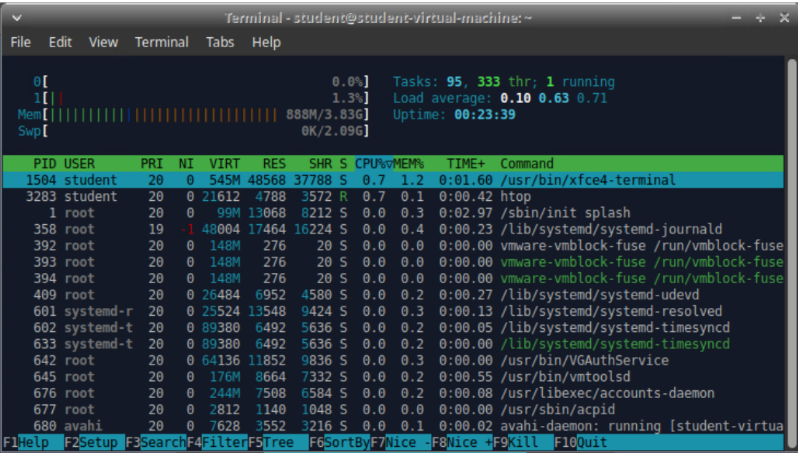 Terminal - student@student-virtual-machine: ~
File Edit View Terminal Tabs Help
0[ 0.0%] Tasks: 95, 333 thr; 1 running
1[|| 1.3%] Load average: 0.10 0.63 0.71
Mem[|||||||||||||||||||||||||||||| 888M/3.83G] Uptime: 00:23:39
Swp[ 0K/2.09G]
PID USER PRI NI VIRT RES SHR S CPU%▽MEM% TIME+ Command
1504 student 20 0 545M 48568 37788 S 0.7 1.2 0:01.60 /usr/bin/xfce4-terminal
3283 student 20 0 21612 4788 3572 R 0.7 0.1 0:00.42 htop
1 root 20 0 99M 13068 8212 S 0.0 0.3 0:02.97 /sbin/init splash
358 root 19 -1 48004 17464 16224 S 0.0 0.4 0:00.23 /lib/systemd/systemd-journald
392 root 20 0 148M 276 20 S 0.0 0.0 0:00.00 vmware-vmblock-fuse /run/vmblock-fuse
393 root 20 0 148M 276 20 S 0.0 0.0 0:00.00 vmware-vmblock-fuse /run/vmblock-fuse
394 root 20 0 148M 276 20 S 0.0 0.0 0:00.00 vmware-vmblock-fuse /run/vmblock-fuse
409 root 20 0 26484 6952 4580 S 0.0 0.2 0:00.27 /lib/systemd/systemd-udevd
601 systemd-r 20 0 25524 13548 9424 S 0.0 0.3 0:00.13 /lib/systemd/systemd-resolved
602 systemd-t 20 0 89380 6492 5636 S 0.0 0.2 0:00.05 /lib/systemd/systemd-timesyncd
633 systemd-t 20 0 89380 6492 5636 S 0.0 0.2 0:00.00 /lib/systemd/systemd-timesyncd
642 root 20 0 64136 11852 9836 S 0.0 0.3 0:00.00 /usr/bin/VGAuthService
645 root 20 0 176M 8664 7332 S 0.0 0.2 0:00.55 /usr/bin/vmtoolsd
676 root 20 0 244M 7508 6584 S 0.0 0.2 0:00.08 /usr/libexec/accounts-daemon
677 root 20 0 2812 1140 1048 S 0.0 0.0 0:00.00 /usr/sbin/acpid
680 avahi 20 0 7628 3552 3216 S 0.0 0.1 0:00.02 avahi-daemon: running [student-virtua
F1Help F2Setup F3SearchF4FilterF5Tree F6SortByF7Nice -F8Nice +F9Kill F10Quit